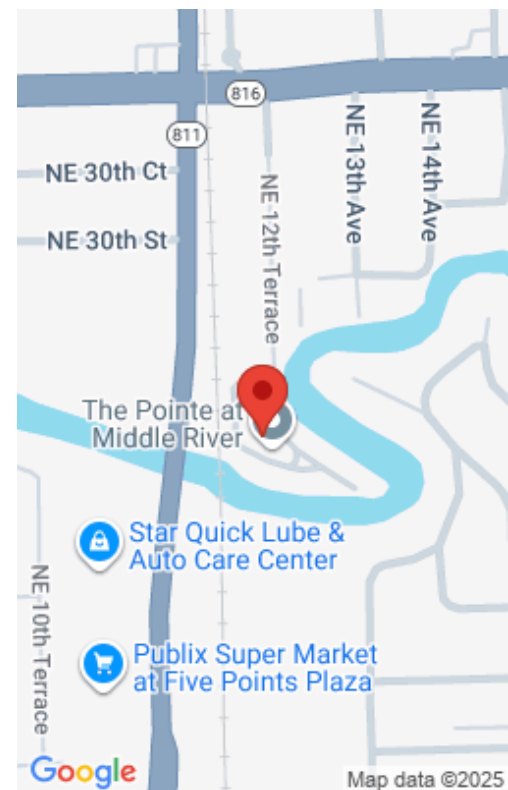 816
811
NE 30th Ct
NE 13th Ave
NE 14th Ave
NE 12th Terrace
NE 30th St
The Pointe at
Middle River
Star Quick Lube &
Auto Care Center
NE 10th Terrace
Publix Super Market
at Five Points Plaza
Google
Map data ©2025